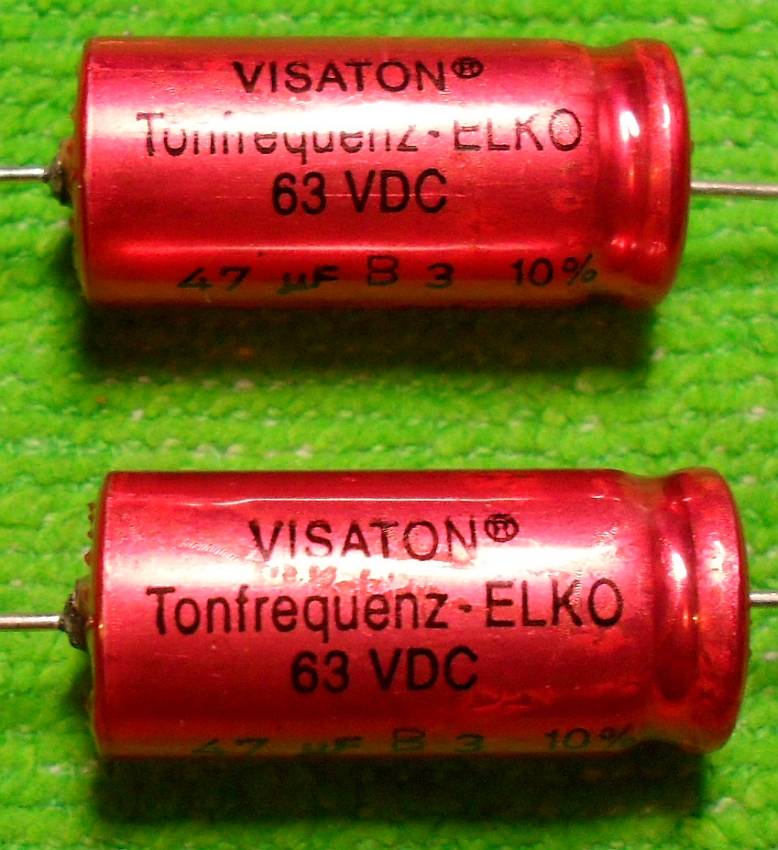 VISATON®
Tonfrequenz - ELKO
63 VDC
47 µF B 3 10%
VISATON®
Tonfrequenz - ELKO
63 VDC
47 µF B 3 10%